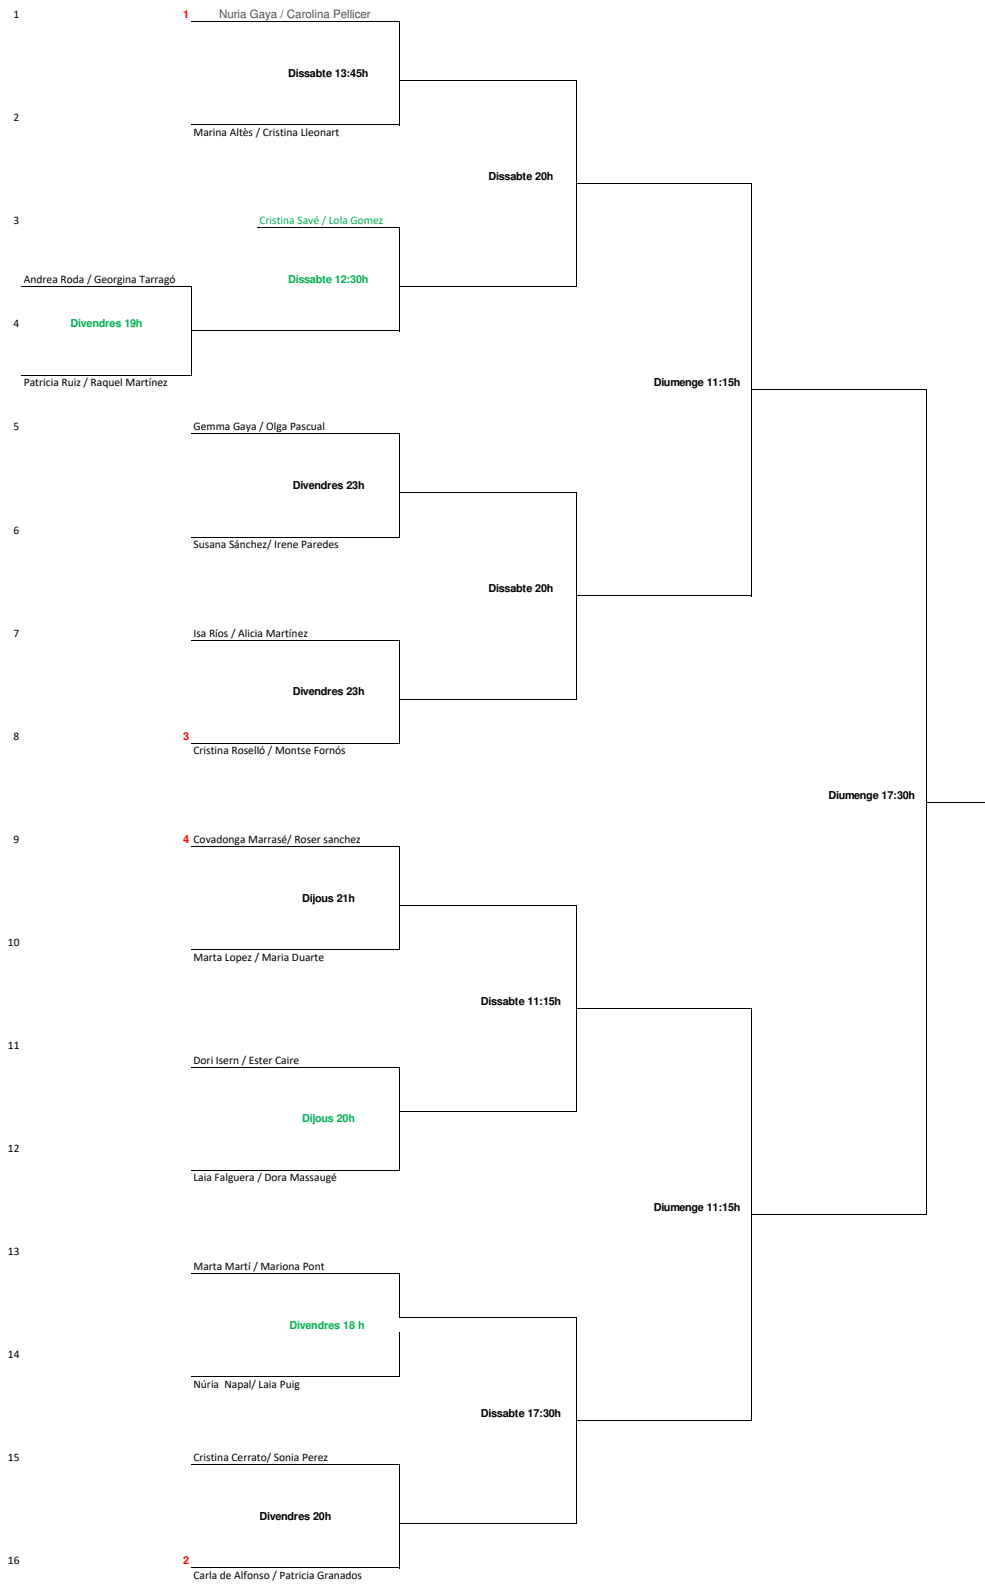 1 1 Nuria Gaya / Carolina Pellicer
Dissabte 13:45h
2
Marina Altès / Cristina Lleonart
Dissabte 20h
3 Cristina Savé / Lola Gomez
Andrea Roda / Georgina Tarragó
Dissabte 12:30h
4 Divendres 19h
Patricia Ruiz / Raquel Martínez
Diumenge 11:15h
5 Gemma Gaya / Olga Pascual
Divendres 23h
6
Susana Sánchez/ Irene Paredes
Dissabte 20h
7 Isa Ríos / Alicia Martínez
Divendres 23h
8 3
Cristina Roselló / Montse Fornós
Diumenge 17:30h
9 4 Covadonga Marrasé/ Roser sanchez
Dijous 21h
10
Marta Lopez / Maria Duarte
Dissabte 11:15h
11
Dori Isern / Ester Caire
Dijous 20h
12
Laia Falguera / Dora Massaugé
Diumenge 11:15h
13
Marta Martí / Mariona Pont
Divendres 18 h
14
Núria Napal/ Laia Puig
Dissabte 17:30h
15 Cristina Cerrato/ Sonia Perez
Divendres 20h
16 2
Carla de Alfonso / Patricia Granados